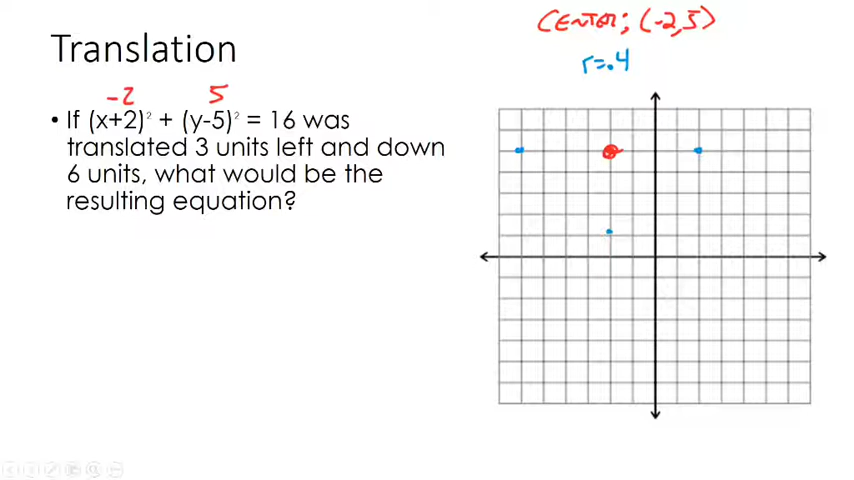 CENTER; (-2,5)
Translation
r=.4
-2 5
• If (x+2)² + (y-5)² = 16 was
translated 3 units left and down
6 units, what would be the
resulting equation?